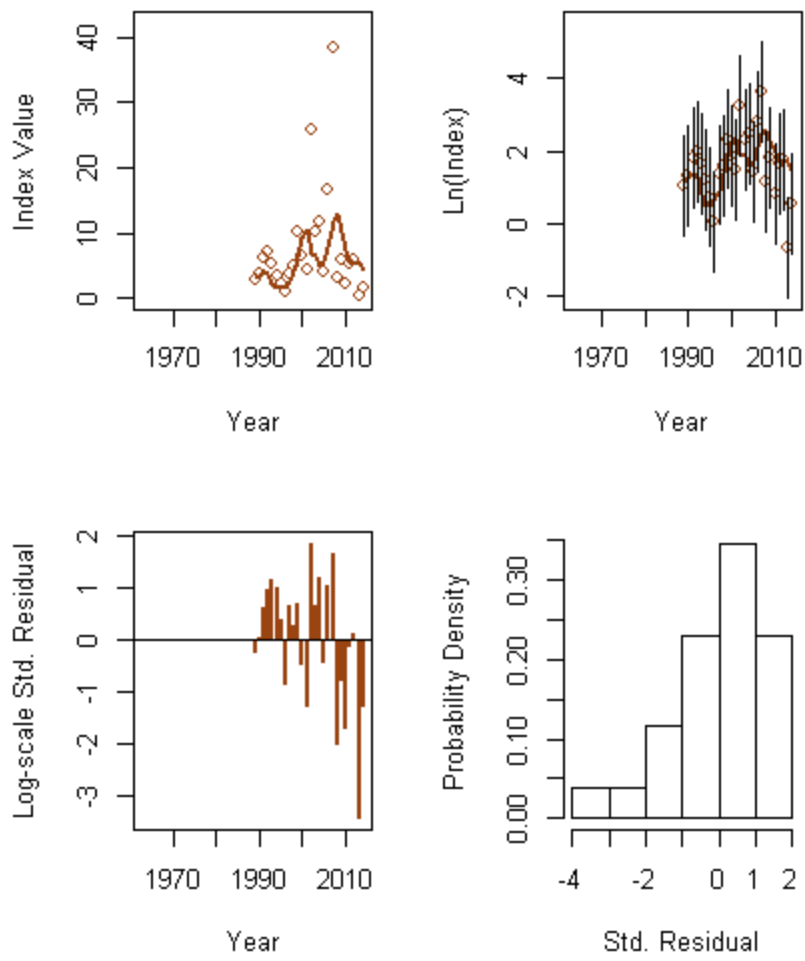 Index Value
40
30
20
10
0
1970 1990 2010
Year
Ln(Index)
4
2
0
-2
1970 1990 2010
Year
Log-scale Std. Residual
2
1
0
-1
-2
-3
1970 1990 2010
Year
Probability Density
0.30
0.20
0.10
0.00
-4 -2 0 1 2
Std. Residual